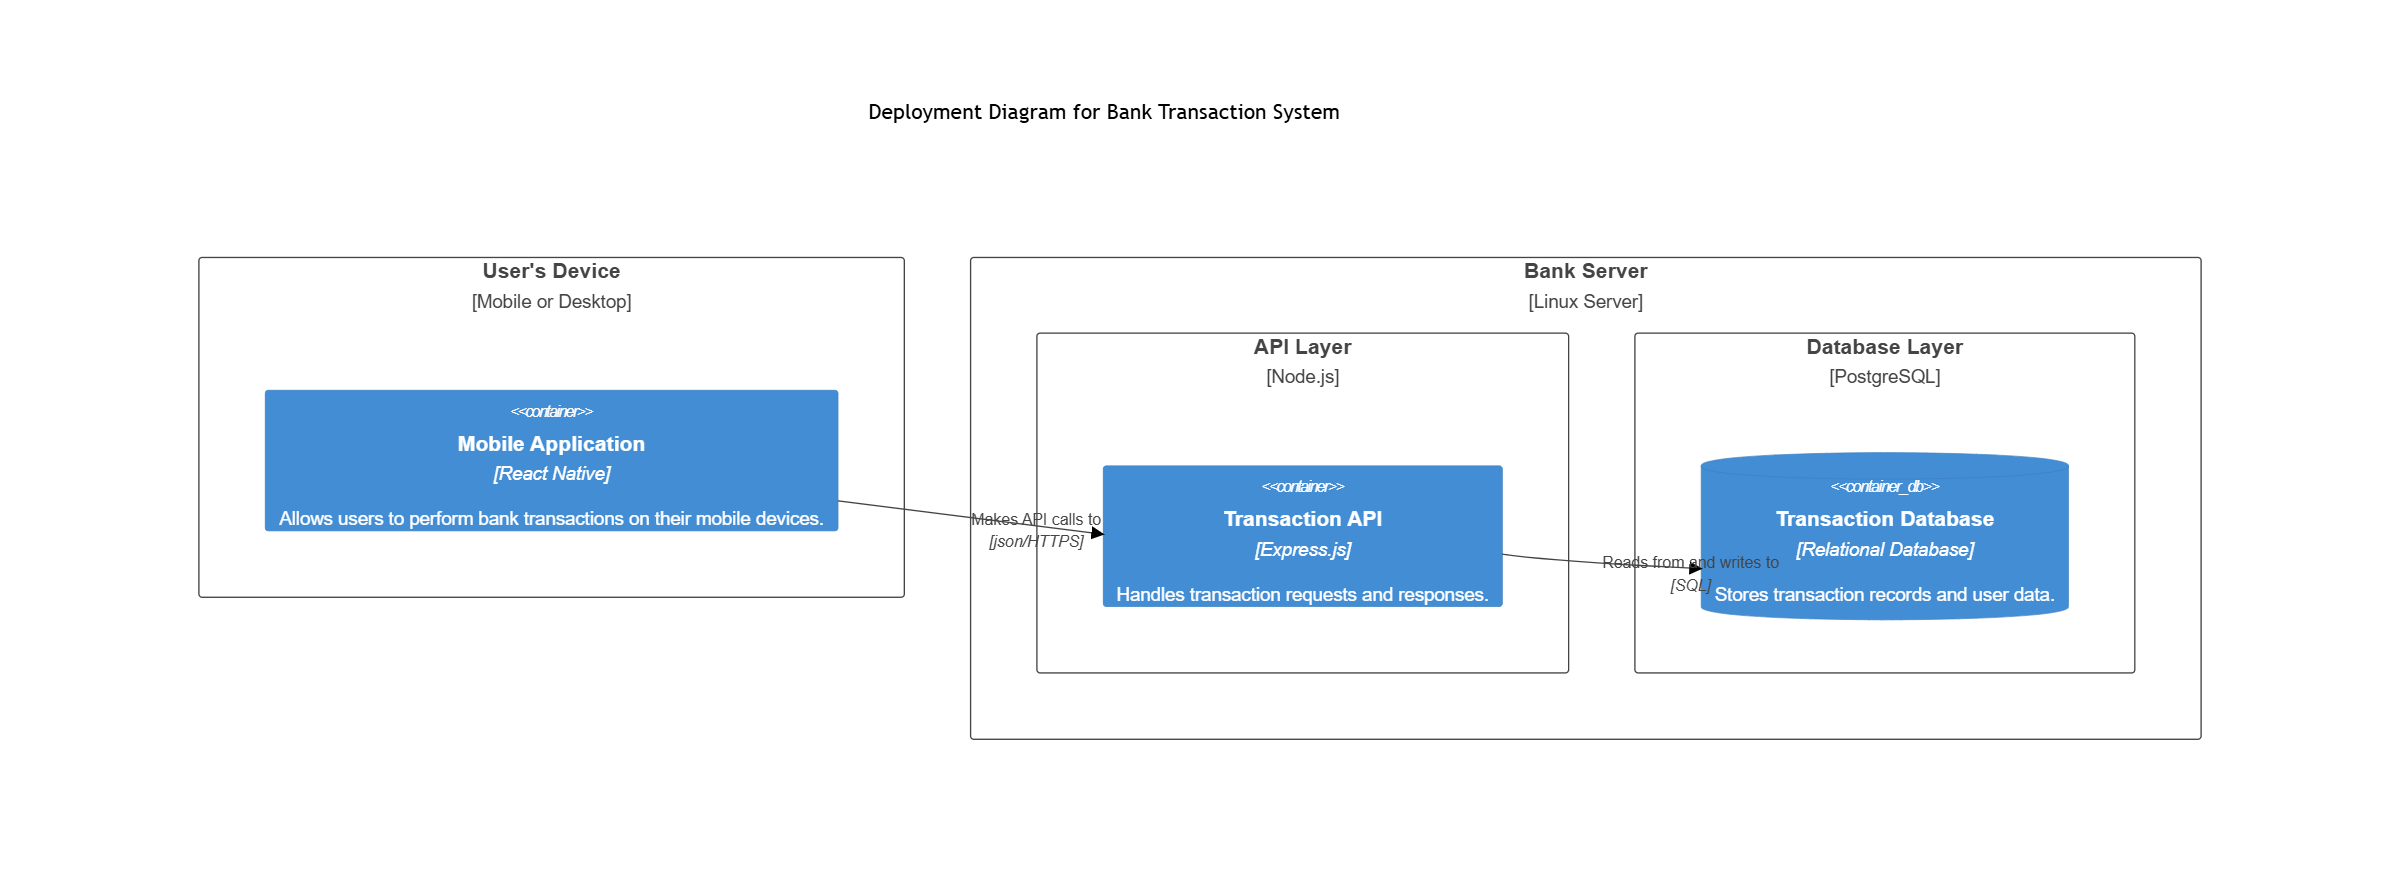 Deployment Diagram for Bank Transaction System
User's Device
[Mobile or Desktop]
<<container>>
Mobile Application
[React Native]
Allows users to perform bank transactions on their mobile devices.
Makes API calls to
[json/HTTPS]
Bank Server
[Linux Server]
API Layer
[Node.js]
<<container>>
Transaction API
[Express.js]
Handles transaction requests and responses.
Reads from and writes to
[SQL]
Database Layer
[PostgreSQL]
<<container_db>>
Transaction Database
[Relational Database]
Stores transaction records and user data.